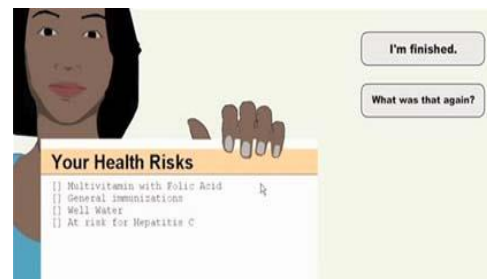 I'm finished.
What was that again?
Your Health Risks
[] Multivitamin with Folic Acid
[] General immunizations
[] Well Water
[] At risk for Hepatitis C